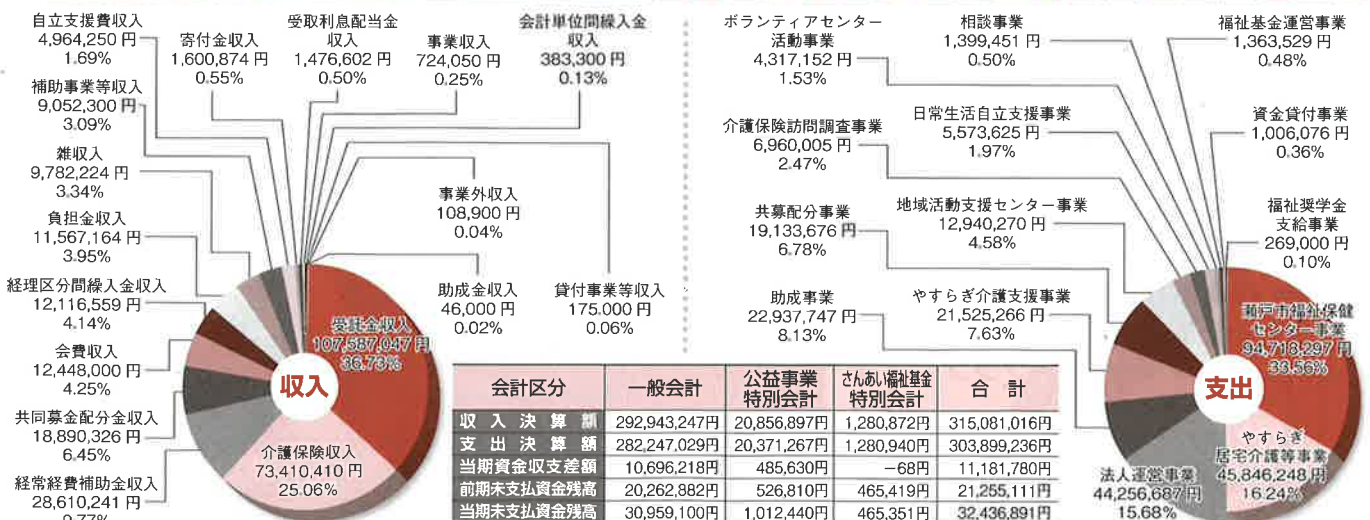 自立支援費収入
4,964,250 円
1.69%
寄付金収入
1,600,874 円
0.55%
受取利息配当金
収入
1,476,602 円
0.50%
事業収入
724,050 円
0.25%
会計単位間繰入金
収入
383,300 円
0.13%
補助事業等収入
9,052,300 円
3.09%
雑収入
9,782,224 円
3.34%
負担金収入
11,567,164 円
3.95%
経理区分間繰入金収入
12,116,559 円
4.14%
会費収入
12,448,000 円
4.25%
共同募金配分金収入
18,890,326 円
6.45%
経常経費補助金収入
28,610,241 円
9.77%
事業外収入
108,900 円
0.04%
助成金収入
46,000 円
0.02%
貸付事業等収入
175.000 円
0.06%
受託金収入
107,587,047 円
36.73%
収入
介護保険収入
73,410,410 円
25.06%
ボランティアセンター
活動事業
4,317,152 円
1.53%
相談事業
1,399,451 円
0.50%
福祉基金運営事業
1,363,529 円
0.48%
介護保険訪問調査事業
6,960,005 円
2.47%
日常生活自立支援事業
5,573,625 円
1.97%
資金貸付事業
1,006,076 円
0.36%
共募配分事業
19,133,676 円
6.78%
地域活動支援センター事業
12,940,270 円
4.58%
福祉奨学金
支給事業
269,000 円
0.10%
助成事業
22,937,747 円
8.13%
やすらぎ介護支援事業
21,525,266 円
7.63%
瀬戸市福祉保健
センター事業
94,718,297 円
33.56%
支出
やすらぎ
居宅介護等事業
45,846,248 円
16.24%
法人運営事業
44,256,687 円
15.68%
会計区分 一般会計 公益事業特別会計 さんあい福祉基金特別会計 合計
収入決算額 292,943,247円 20,856,897円 1,280,872円 315,081,016円
支出決算額 282,247,029円 20,371,267円 1,280,940円 303,899,236円
当期資金収支差額 10,696,218円 485,630円 −68円 11,181,780円
前期未支払資金残高 20,262,882円 526,810円 465,419円 21,255,111円
当期未支払資金残高 30,959,100円 1,012,440円 465,351円 32,436,891円